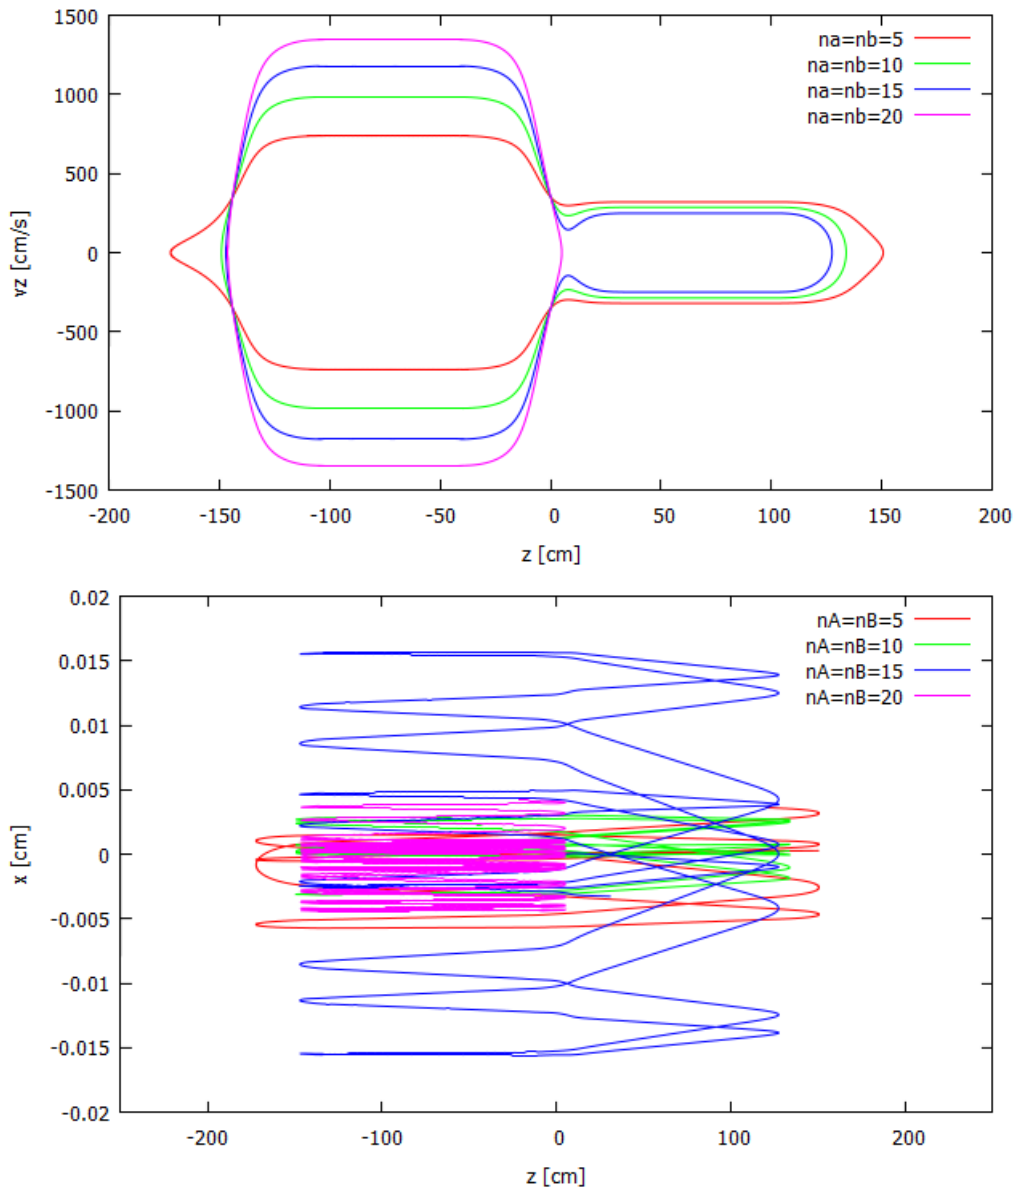 1500
1000
500
0
-500
-1000
-1500
vz [cm/s]
na=nb=5
na=nb=10
na=nb=15
na=nb=20
-200 -150 -100 -50 0 50 100 150 200
z [cm]
0.02
0.015
0.01
0.005
0
-0.005
-0.01
-0.015
-0.02
x [cm]
nA=nB=5
nA=nB=10
nA=nB=15
nA=nB=20
-200 -100 0 100 200
z [cm]